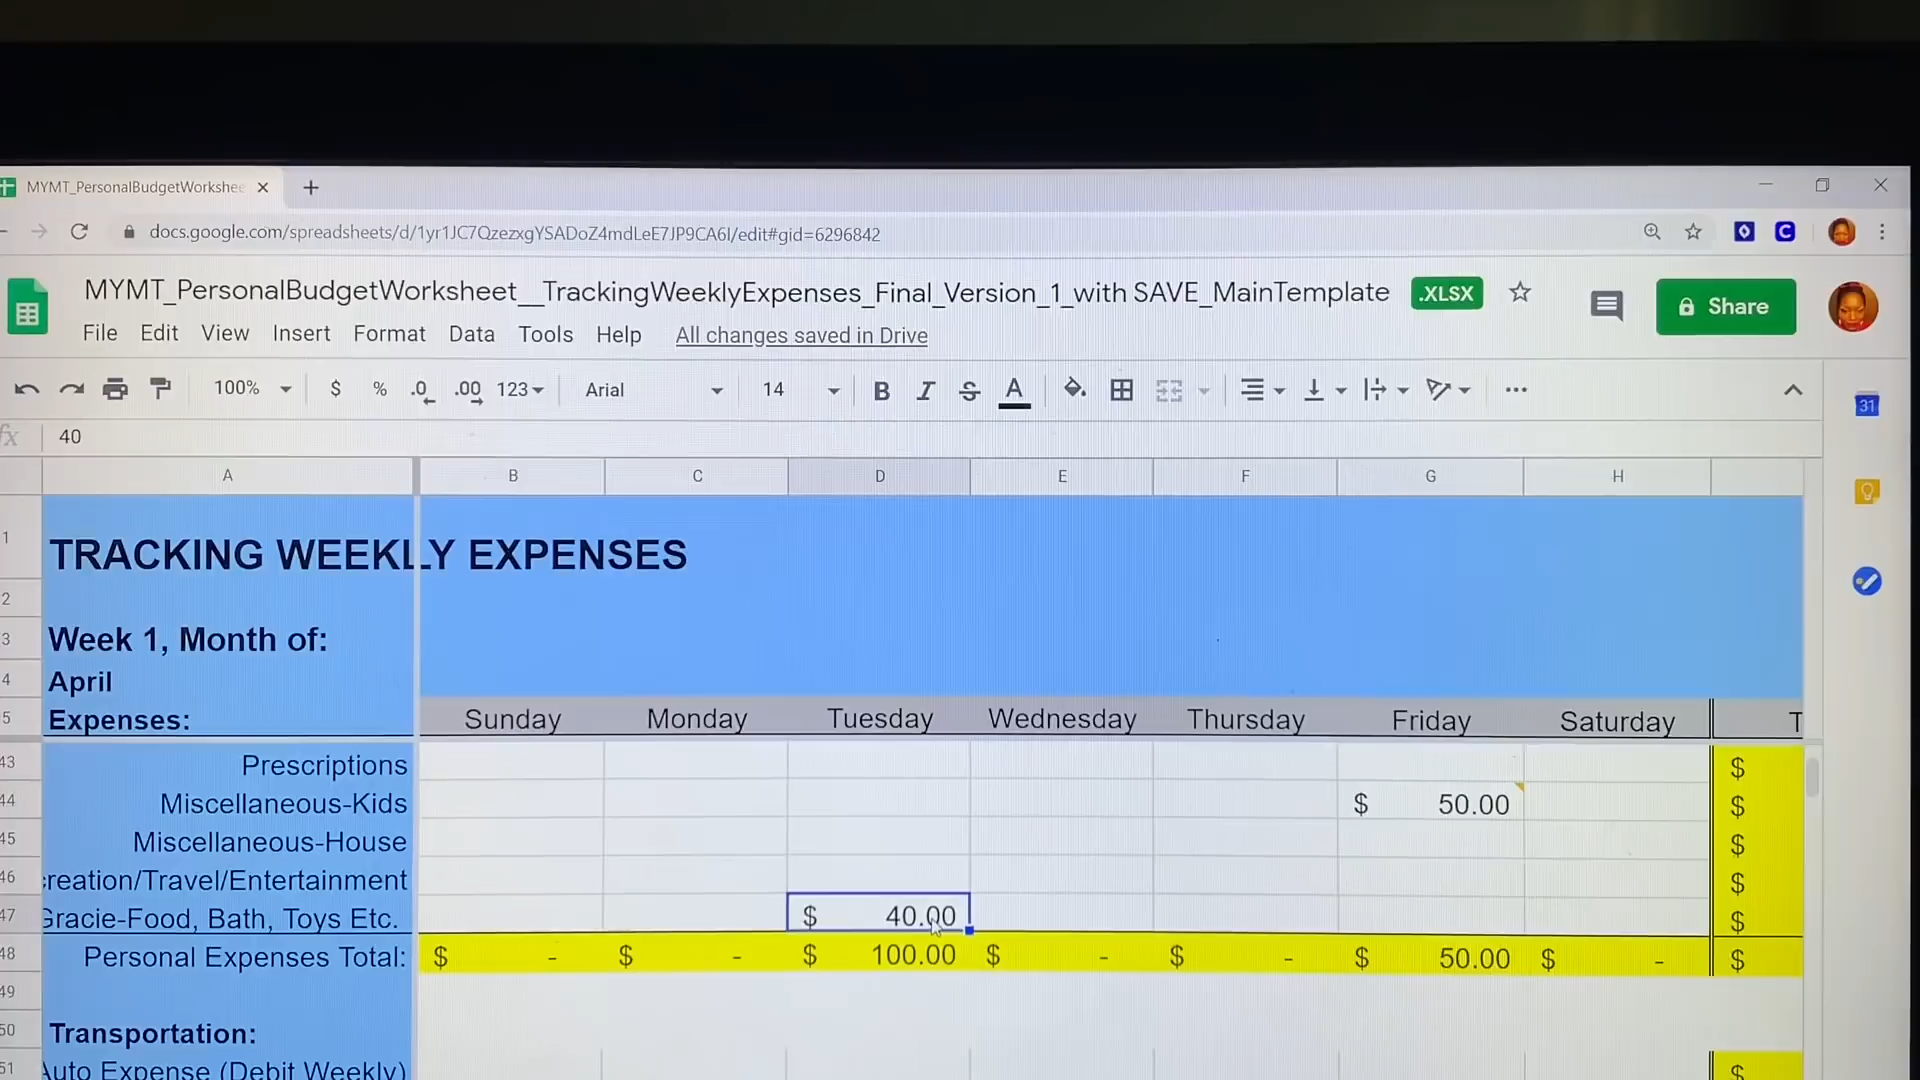 MYMT_PersonalBudgetWorkshee
docs.google.com/spreadsheets/d/1yr1JC7QzezxgYSADoZ4mdLeE7JP9CA6I/edit#gid=6296842
MYMT_PersonalBudgetWorksheet__TrackingWeeklyExpenses_Final_Version_1_with SAVE_MainTemplate .XLSX Share
File Edit View Insert Format Data Tools Help All changes saved in Drive
100% $ % .0 .00 123 Arial 14 B I S A 31
fx 40
A B C D E F G H
1 TRACKING WEEKLY EXPENSES
2
3 Week 1, Month of:
4 April
5 Expenses: Sunday Monday Tuesday Wednesday Thursday Friday Saturday T
43 Prescriptions $
44 Miscellaneous-Kids $ 50.00 $
45 Miscellaneous-House $
46 creation/Travel/Entertainment $
47 Gracie-Food, Bath, Toys Etc. $ 40.00 $
48 Personal Expenses Total: $ - $ - $ 100.00 $ - $ - $ 50.00 $ - $
49
50 Transportation:
51 Auto Expense (Debit Weekly) $